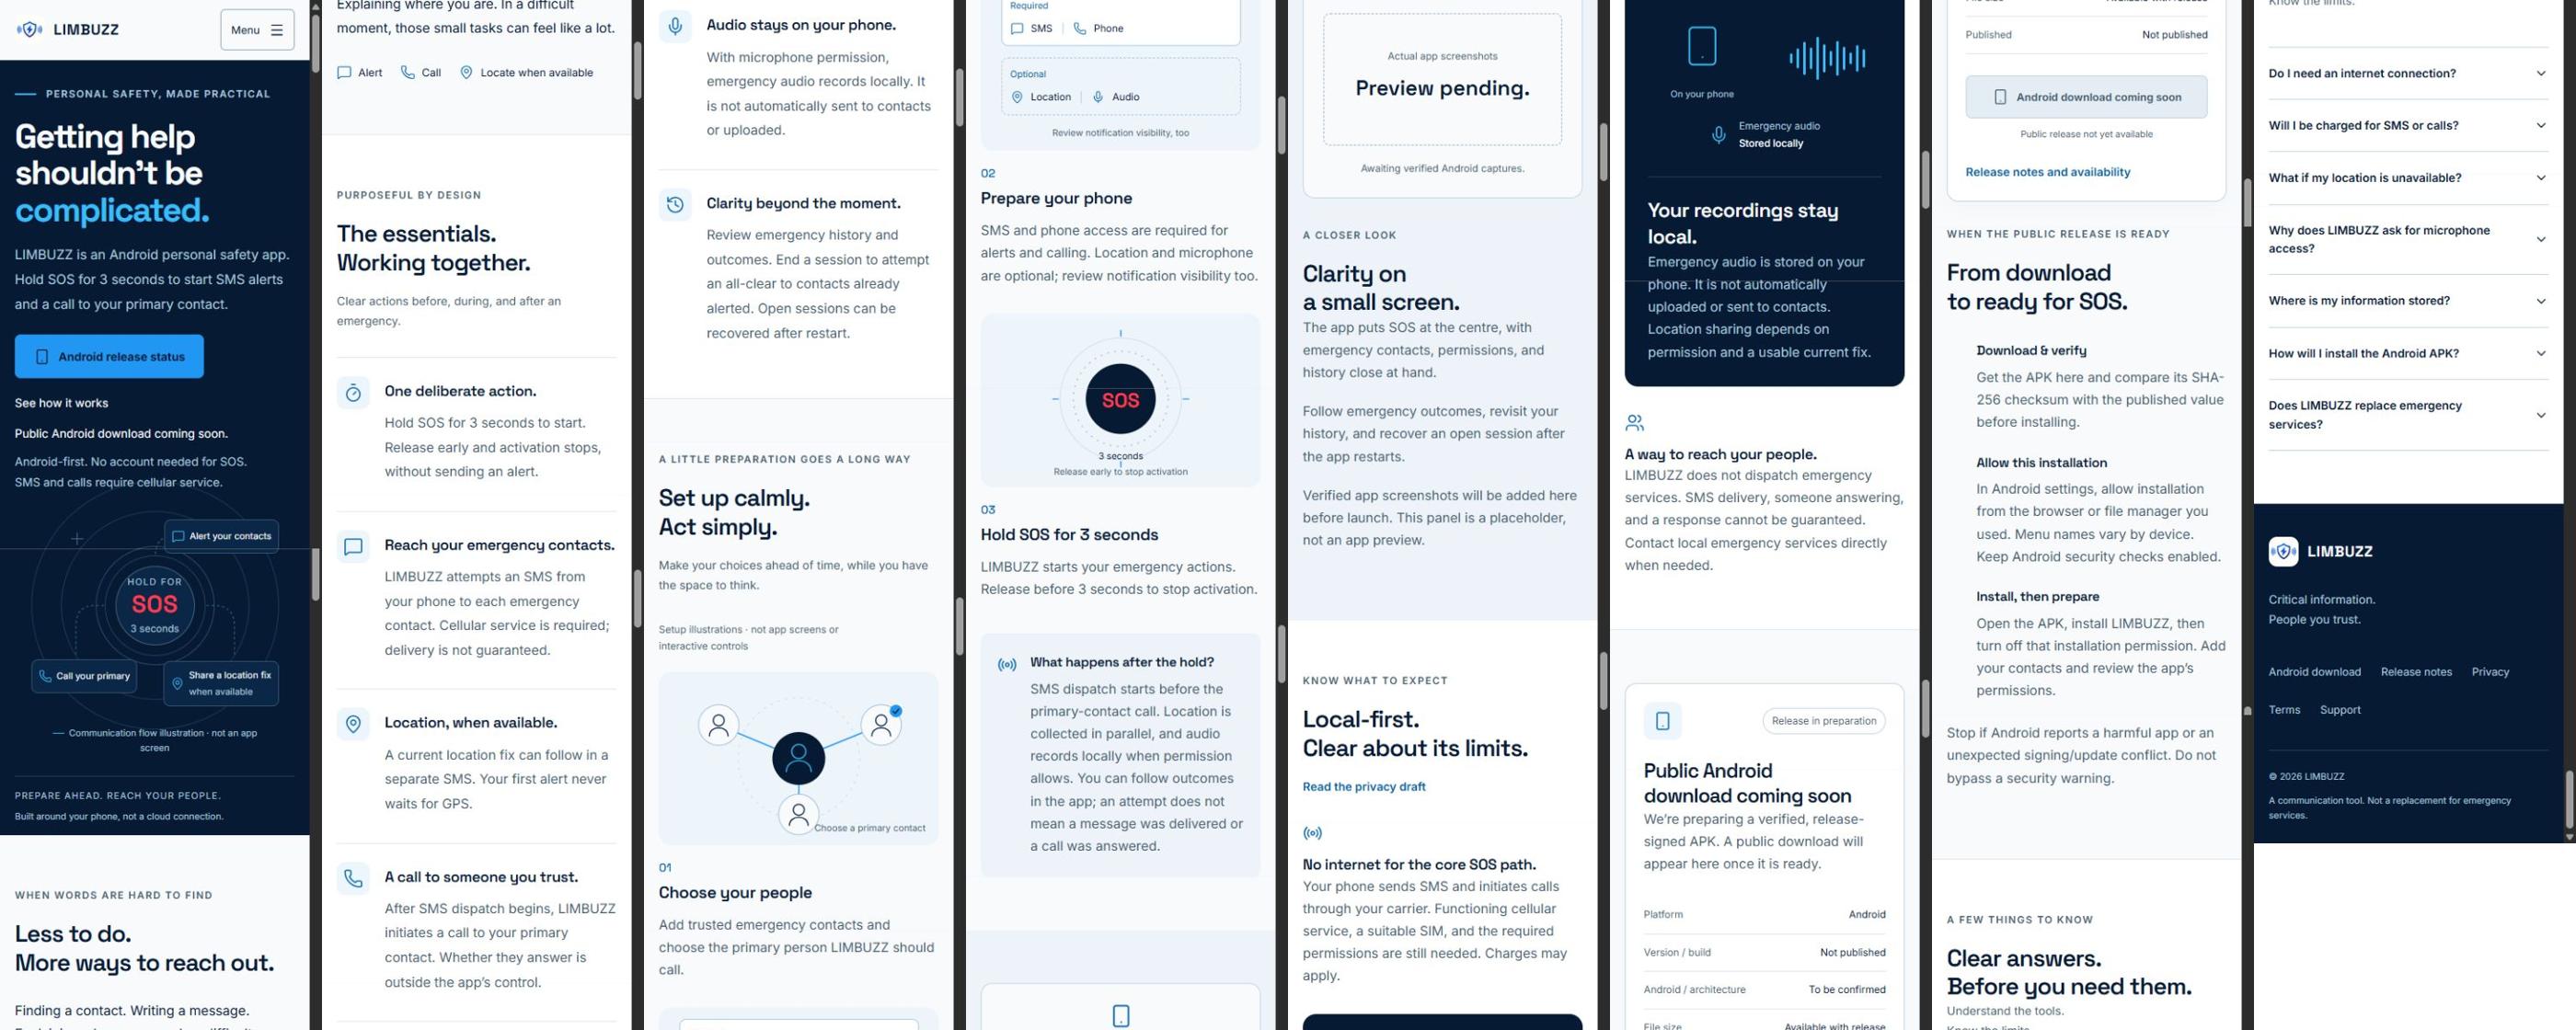 LIMBUZZ
Menu
PERSONAL SAFETY, MADE PRACTICAL
Getting help
shouldn't be
complicated.
LIMBUZZ is an Android personal safety app.
Hold SOS for 3 seconds to start SMS alerts
and a call to your primary contact.
Android release status
See how it works
Public Android download coming soon.
Android-first. No account needed for SOS.
SMS and calls require cellular service.
Alert your contacts
HOLD FOR
SOS
3 seconds
Call your primary
Share a location fix
when available
Communication flow illustration · not an app
screen
PREPARE AHEAD. REACH YOUR PEOPLE.
Built around your phone, not a cloud connection.
WHEN WORDS ARE HARD TO FIND
Less to do.
More ways to reach out.
Finding a contact. Writing a message.
Explaining where you are. In a difficult
moment, those small tasks can feel like a lot.
Alert
Call
Locate when available
PURPOSEFUL BY DESIGN
The essentials.
Working together.
Clear actions before, during, and after an
emergency.
One deliberate action.
Hold SOS for 3 seconds to start.
Release early and activation stops,
without sending an alert.
Reach your emergency contacts.
LIMBUZZ attempts an SMS from
your phone to each emergency
contact. Cellular service is required;
delivery is not guaranteed.
Location, when available.
A current location fix can follow in a
separate SMS. Your first alert never
waits for GPS.
A call to someone you trust.
After SMS dispatch begins, LIMBUZZ
initiates a call to your primary
contact. Whether they answer is
outside the app's control.
Audio stays on your phone.
With microphone permission,
emergency audio records locally. It
is not automatically sent to contacts
or uploaded.
Clarity beyond the moment.
Review emergency history and
outcomes. End a session to attempt
an all-clear to contacts already
alerted. Open sessions can be
recovered after restart.
A LITTLE PREPARATION GOES A LONG WAY
Set up calmly.
Act simply.
Make your choices ahead of time, while you have
the space to think.
Setup illustrations · not app screens or
interactive controls
Choose a primary contact
01
Choose your people
Add trusted emergency contacts and
choose the primary person LIMBUZZ should
call.
Required
SMS
Phone
Optional
Location
Audio
Review notification visibility, too
02
Prepare your phone
SMS and phone access are required for
alerts and calling. Location and microphone
are optional; review notification visibility too.
SOS
3 seconds
Release early to stop activation
03
Hold SOS for 3 seconds
LIMBUZZ starts your emergency actions.
Release before 3 seconds to stop activation.
What happens after the hold?
SMS dispatch starts before the
primary-contact call. Location is
collected in parallel, and audio
records locally when permission
allows. You can follow outcomes
in the app; an attempt does not
mean a message was delivered or
a call was answered.
Actual app screenshots
Preview pending.
Awaiting verified Android captures.
A CLOSER LOOK
Clarity on
a small screen.
The app puts SOS at the centre, with
emergency contacts, permissions, and
history close at hand.
Follow emergency outcomes, revisit your
history, and recover an open session after
the app restarts.
Verified app screenshots will be added here
before launch. This panel is a placeholder,
not an app preview.
KNOW WHAT TO EXPECT
Local-first.
Clear about its limits.
Read the privacy draft
No internet for the core SOS path.
Your phone sends SMS and initiates calls
through your carrier. Functioning cellular
service, a suitable SIM, and the required
permissions are still needed. Charges may
apply.
On your phone
Emergency audio
Stored locally
Your recordings stay
local.
Emergency audio is stored on your
phone. It is not automatically
uploaded or sent to contacts.
Location sharing depends on
permission and a usable current fix.
A way to reach your people.
LIMBUZZ does not dispatch emergency
services. SMS delivery, someone answering,
and a response cannot be guaranteed.
Contact local emergency services directly
when needed.
Release in preparation
Public Android
download coming soon
We're preparing a verified, release-
signed APK. A public download will
appear here once it is ready.
Platform
Android
Version / build
Not published
Android / architecture
To be confirmed
File size
Available with release
Published
Not published
Android download coming soon
Public release not yet available
Release notes and availability
WHEN THE PUBLIC RELEASE IS READY
From download
to ready for SOS.
Download & verify
Get the APK here and compare its SHA-
256 checksum with the published value
before installing.
Allow this installation
In Android settings, allow installation
from the browser or file manager you
used. Menu names vary by device.
Keep Android security checks enabled.
Install, then prepare
Open the APK, install LIMBUZZ, then
turn off that installation permission. Add
your contacts and review the app's
permissions.
Stop if Android reports a harmful app or an
unexpected signing/update conflict. Do not
bypass a security warning.
A FEW THINGS TO KNOW
Clear answers.
Before you need them.
Understand the tools.
Know the limits.
Do I need an internet connection?
Will I be charged for SMS or calls?
What if my location is unavailable?
Why does LIMBUZZ ask for microphone
access?
Where is my information stored?
How will I install the Android APK?
Does LIMBUZZ replace emergency
services?
LIMBUZZ
Critical information.
People you trust.
Android download
Release notes
Privacy
Terms
Support
© 2026 LIMBUZZ
A communication tool. Not a replacement for emergency
services.